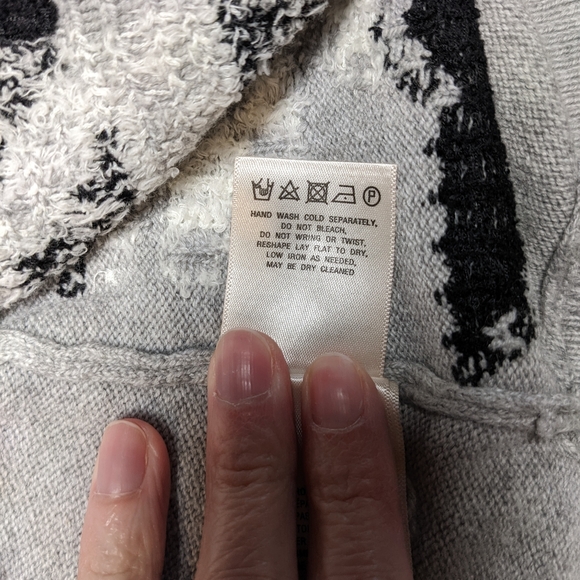 P
HAND WASH COLD SEPARATELY.
DO NOT BLEACH.
DO NOT WRING OR TWIST.
RESHAPE LAY FLAT TO DRY.
LOW IRON AS NEEDED.
MAY BE DRY CLEANED